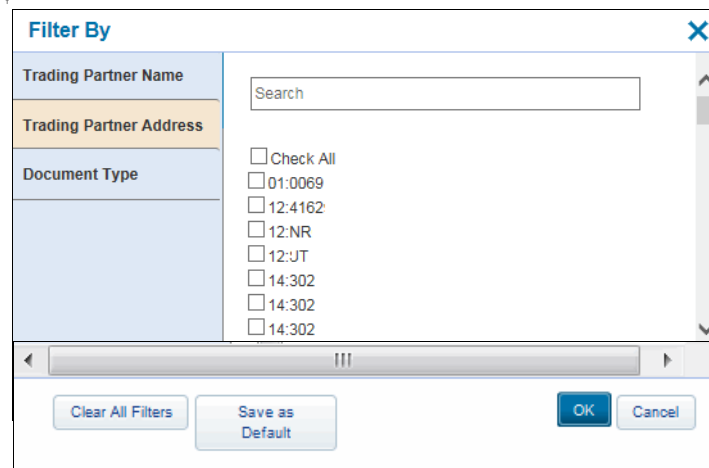 Filter By
Trading Partner Name
Trading Partner Address
Document Type
Search
Check All
01:0069
12:4162
12:NR
12:UT
14:302
14:302
14:302
Clear All Filters
Save as
Default
OK
Cancel